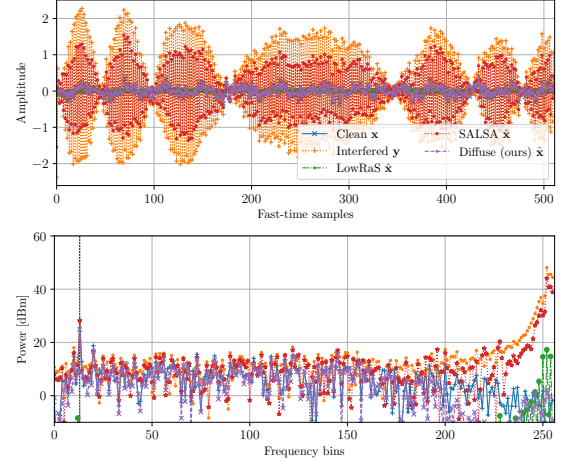 2
1
0
−1
−2
Ampltitude
Clean x
Interfered y
LowRaS x̂
SALSA x̂
Diffuse (ours) x̂
0 100 200 300 400 500
Fast-time samples
60
40
20
0
Power [dBm]
0 50 100 150 200 250
Frequency bins